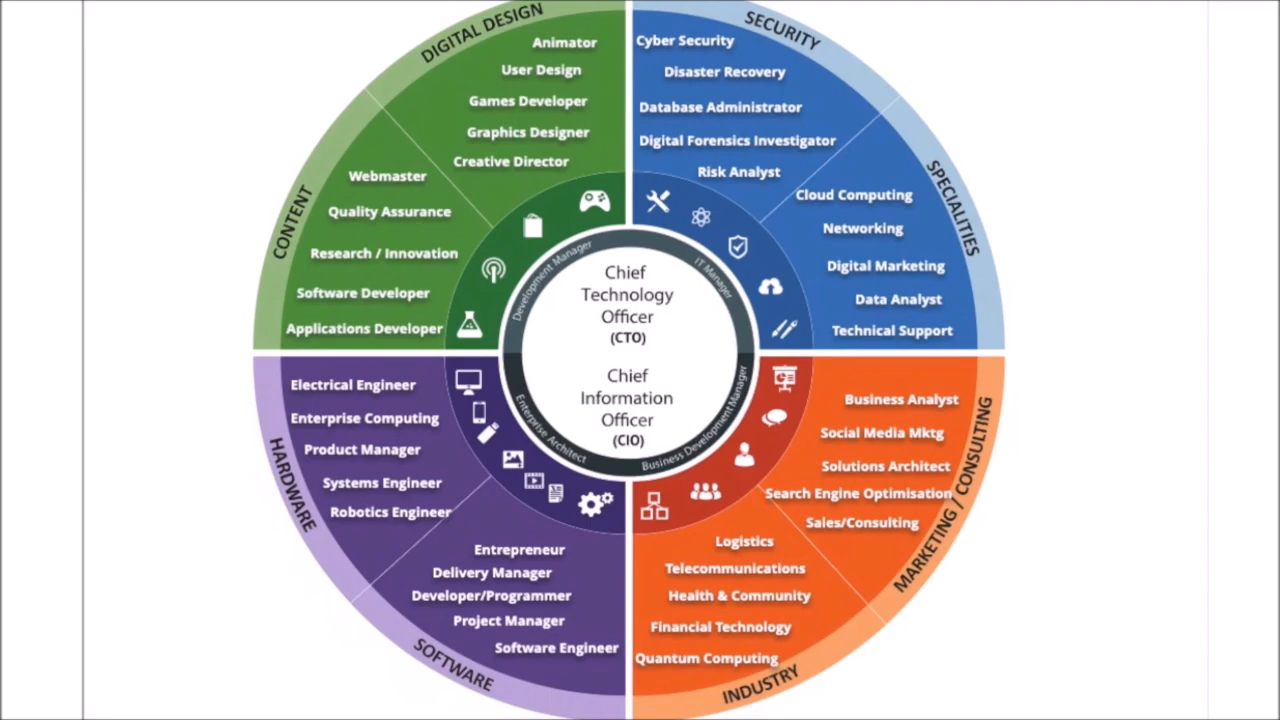 DIGITAL DESIGN
Animator
User Design
Games Developer
Graphics Designer
Creative Director
CONTENT
Webmaster
Quality Assurance
Research / Innovation
Software Developer
Applications Developer
SECURITY
Cyber Security
Disaster Recovery
Database Administrator
Digital Forensics Investigator
Risk Analyst
SPECIALITIES
Cloud Computing
Networking
Digital Marketing
Data Analyst
Technical Support
Development Manager
IT Manager
Chief
Technology
Officer
(CTO)
Chief
Information
Officer
(CIO)
Enterprise Architect
Business Development Manager
HARDWARE
Electrical Engineer
Enterprise Computing
Product Manager
Systems Engineer
Robotics Engineer
SOFTWARE
Entrepreneur
Delivery Manager
Developer/Programmer
Project Manager
Software Engineer
MARKETING / CONSULTING
Business Analyst
Social Media Mktg
Solutions Architect
Search Engine Optimisation
Sales/Consulting
INDUSTRY
Logistics
Telecommunications
Health & Community
Financial Technology
Quantum Computing